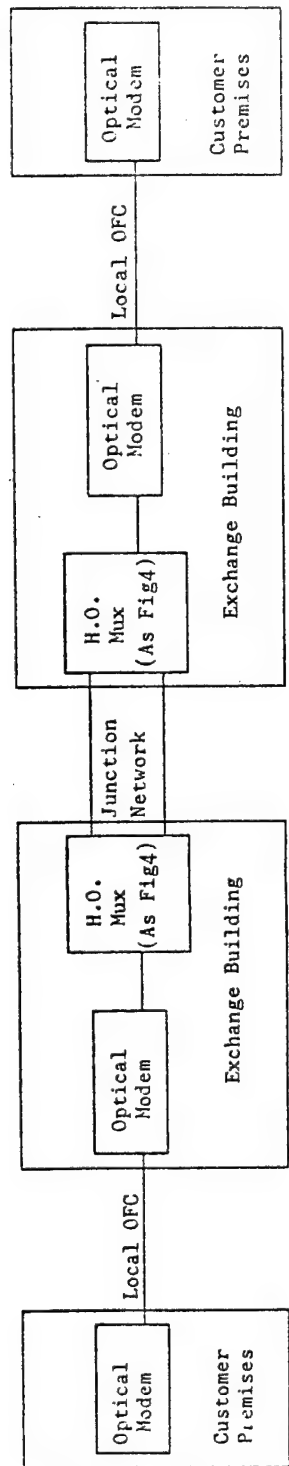 Optical
Modem
Customer
Premises
Local OFC
Optical
Modem
H.O.
Mux
(As Fig4)
Exchange Building
Junction
Network
H.O.
Mux
(As Fig4)
Optical
Modem
Exchange Building
Local OFC
Optical
Modem
Customer
Premises